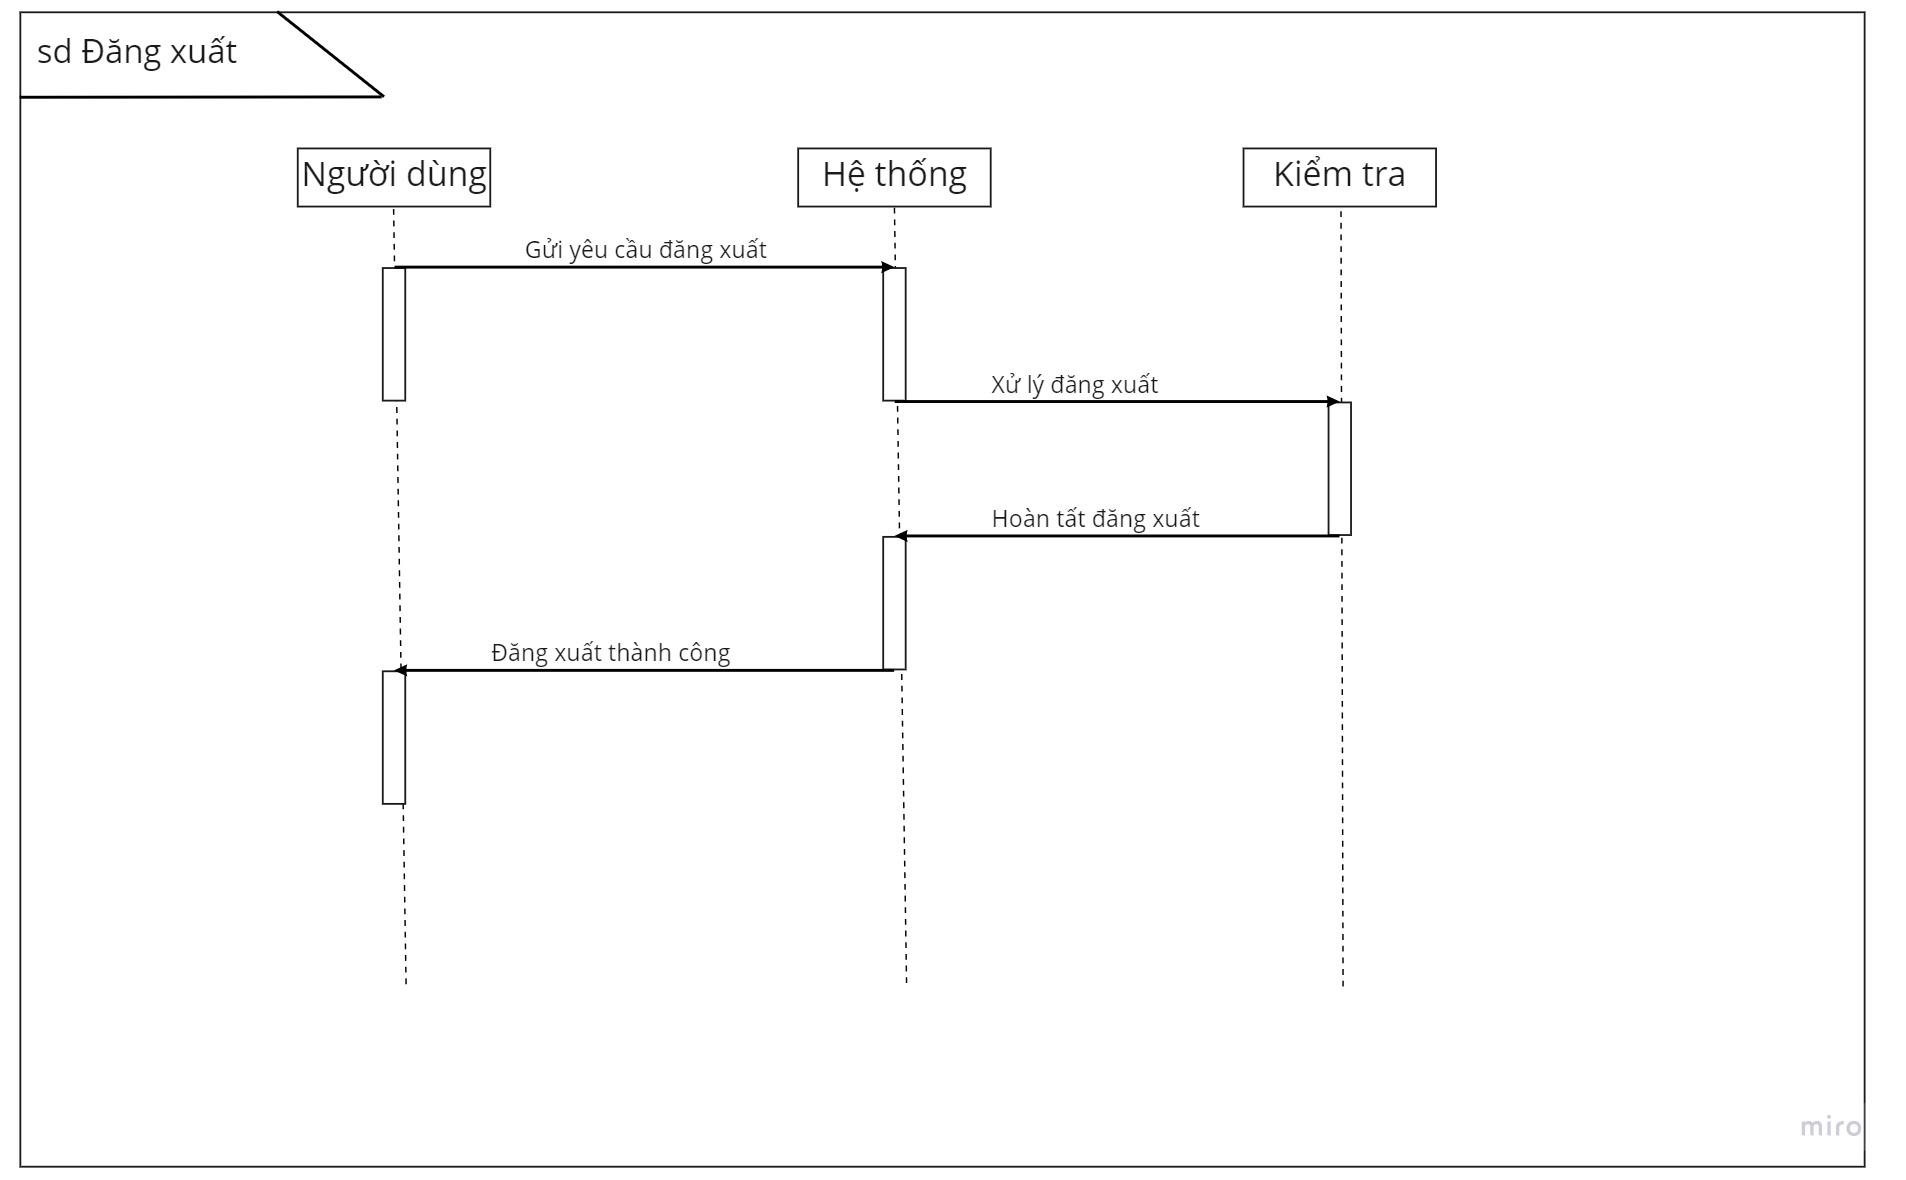 sd Đăng xuất
Người dùng
Hệ thống
Kiểm tra
Gửi yêu cầu đăng xuất
Xử lý đăng xuất
Hoàn tất đăng xuất
Đăng xuất thành công
miro